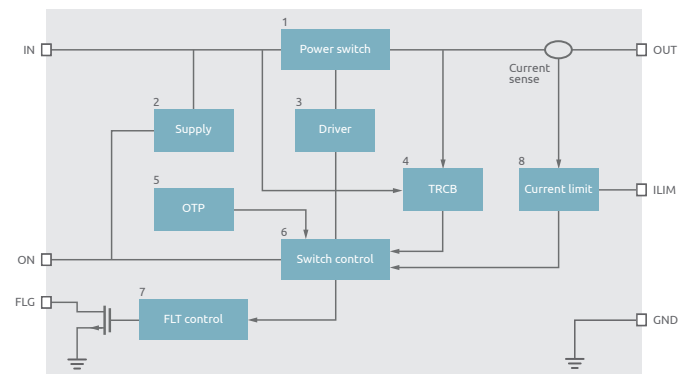 1
IN
Power switch
OUT
Current
sense
2
3
Supply
Driver
4
8
5
TRCB
Current limit
ILIM
OTP
6
ON
Switch control
7
FLG
FLT control
GND